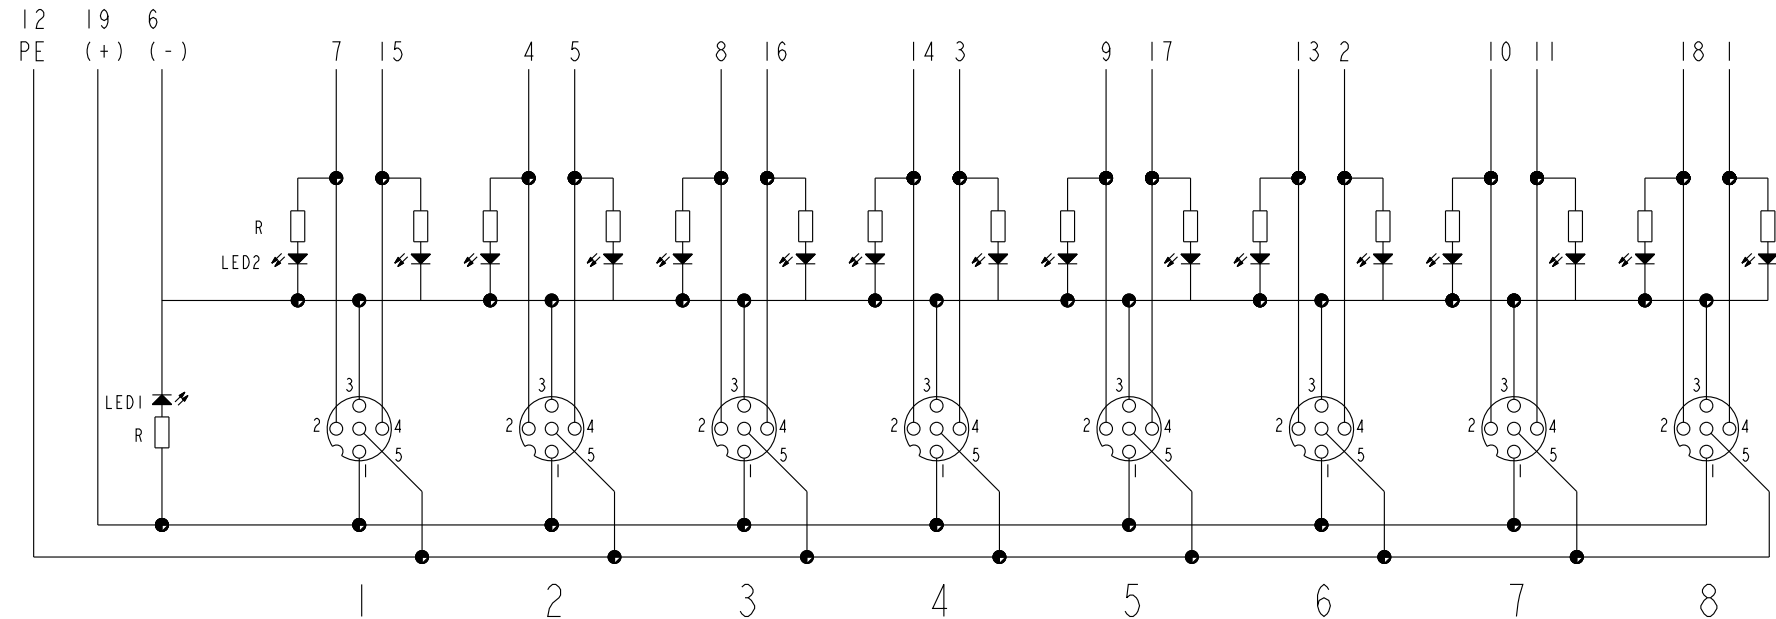 12 19 6
PE (+) (-) 7 15 4 5 8 16 14 3 9 17 13 2 10 11 18 1
R
LED2
3 3 3 3 3 3 3 3
LED1
2 4 2 4 2 4 2 4 2 4 2 4 2 4 2 4
R
5 5 5 5 5 5 5 5
1 1 1 1 1 1 1 1
1 2 3 4 5 6 7 8